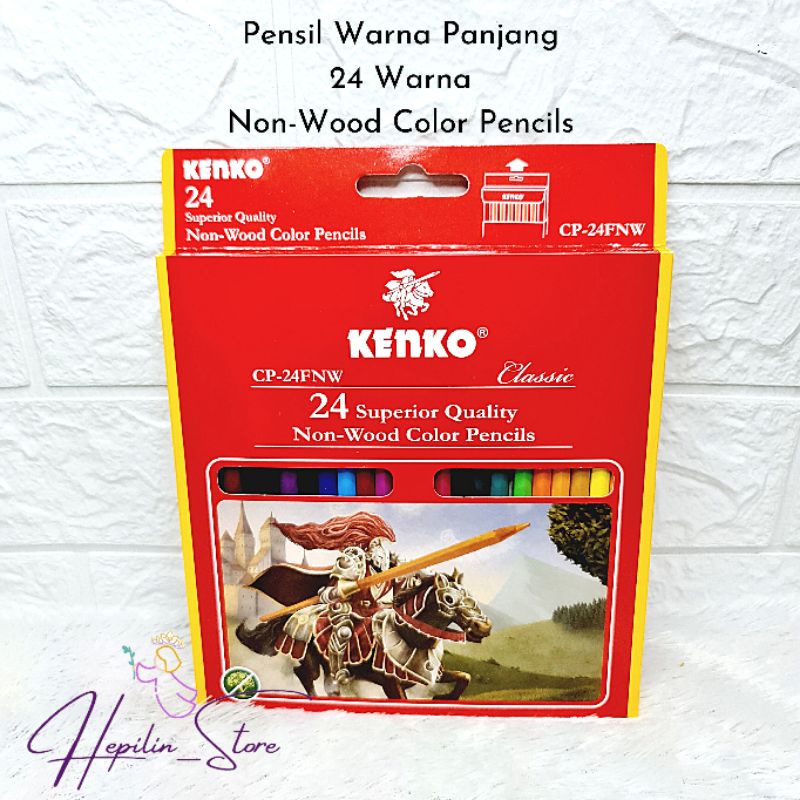 Pensil Warna Panjang
24 Warna
Non-Wood Color Pencils
KENKO®
24
Superior Quality
Non-Wood Color Pencils
KENKO
CP-24FNW
KENKO®
CP-24FNW Classic
24 Superior Quality
Non-Wood Color Pencils
Hepilin_Store